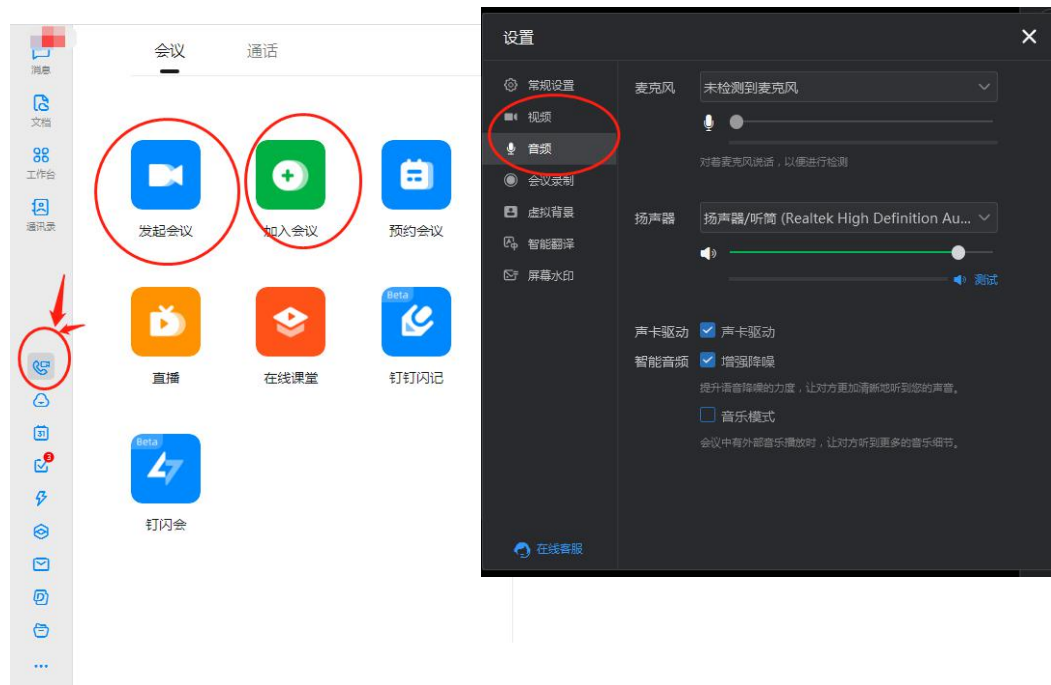 消息
文档
工作台
通讯录
31
3
会议 通话
发起会议 加入会议 预约会议
Beta
直播 在线课堂 钉钉闪记
Beta
钉闪会
设置
常规设置
视频
音频
会议录制
虚拟背景
智能翻译
屏幕水印
在线客服
麦克风 未检测到麦克风
对着麦克风说话，以便进行检测
扬声器 扬声器/听筒 (Realtek High Definition Au...
测试
声卡驱动 声卡驱动
智能音频 增强降噪
提升语音降噪的力度，让对方更加清晰地听到您的声音。
音乐模式
会议中有外部音乐播放时，让对方听到更多的音乐细节。